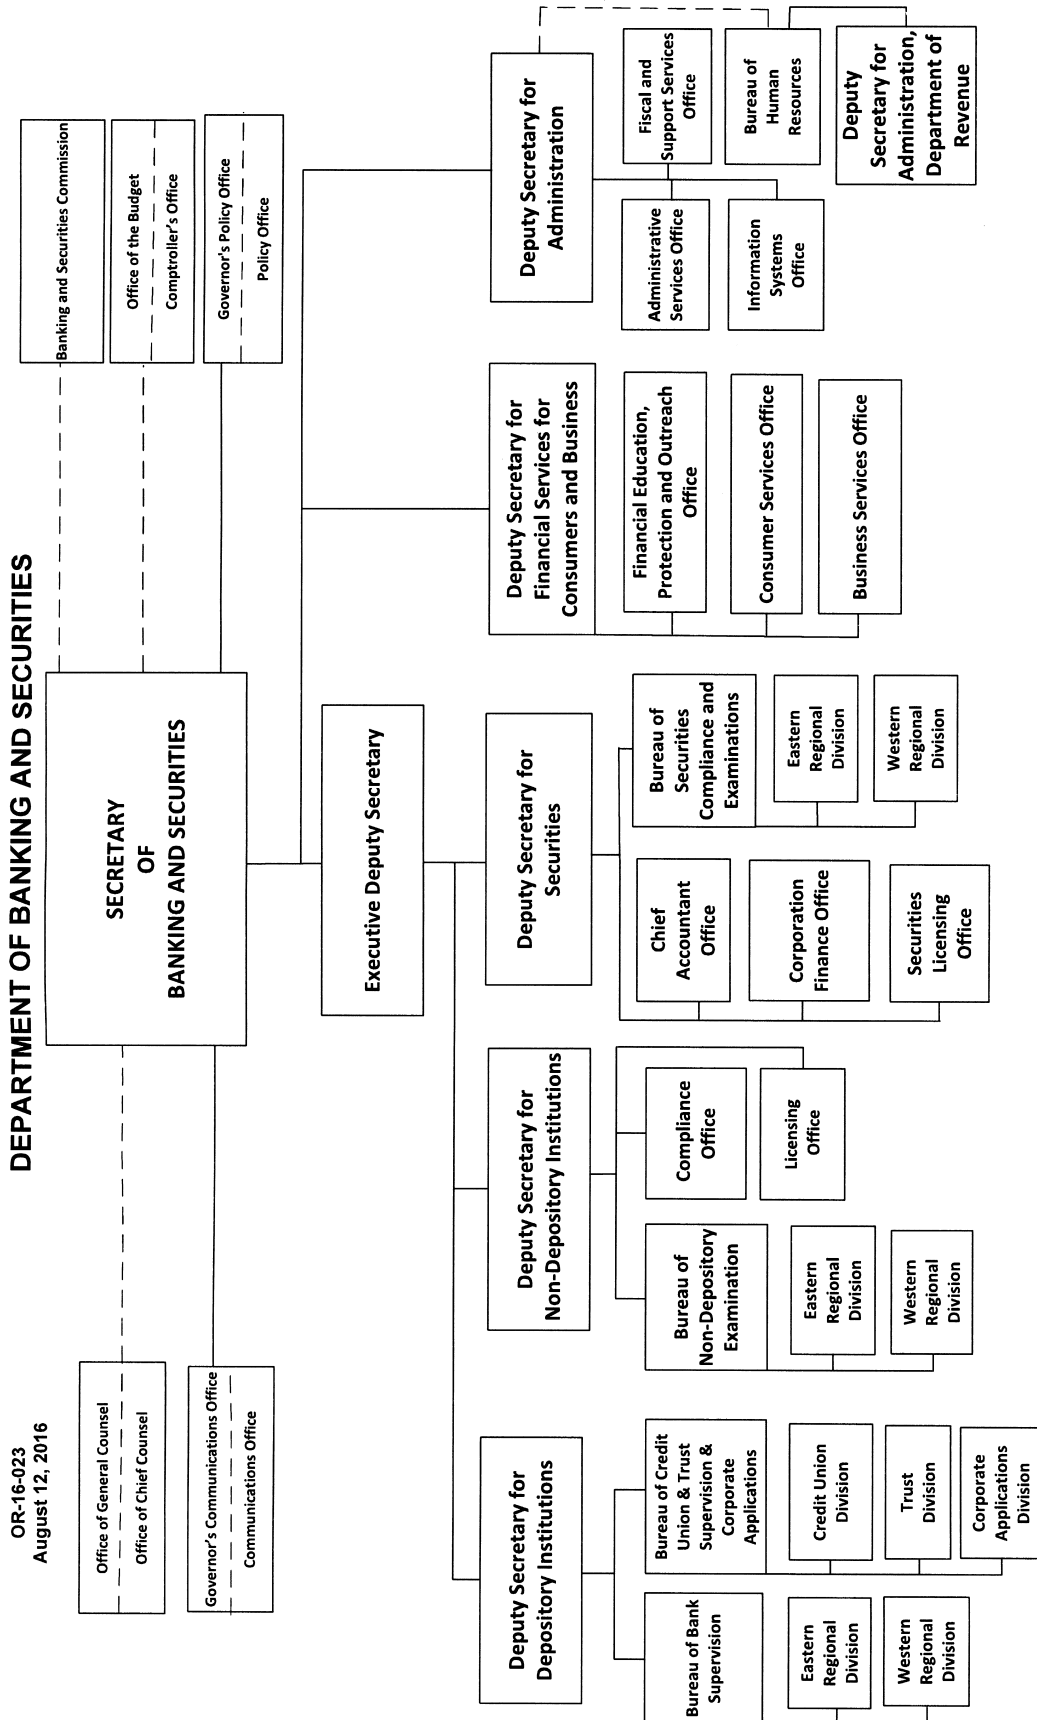 OR-16-023
August 12, 2016
DEPARTMENT OF BANKING AND SECURITIES
Office of General Counsel
Office of Chief Counsel
Governor's Communications Office
Communications Office
SECRETARY
OF
BANKING AND SECURITIES
Banking and Securities Commission
Office of the Budget
Comptroller's Office
Governor's Policy Office
Policy Office
Executive Deputy Secretary
Deputy Secretary for
Depository Institutions
Bureau of Bank
Supervision
Eastern
Regional
Division
Western
Regional
Division
Bureau of Credit
Union & Trust
Supervision &
Corporate
Applications
Credit Union
Division
Trust
Division
Corporate
Applications
Division
Deputy Secretary for
Non-Depository Institutions
Bureau of
Non-Depository
Examination
Eastern
Regional
Division
Western
Regional
Division
Compliance
Office
Licensing
Office
Deputy Secretary for
Securities
Chief
Accountant
Office
Corporation
Finance Office
Securities
Licensing
Office
Bureau of
Securities
Compliance and
Examinations
Eastern
Regional
Division
Western
Regional
Division
Deputy Secretary for
Financial Services for
Consumers and Business
Financial Education,
Protection and Outreach
Office
Consumer Services Office
Business Services Office
Deputy Secretary for
Administration
Administrative
Services Office
Information
Systems
Office
Fiscal and
Support Services
Office
Bureau of
Human
Resources
Deputy
Secretary for
Administration,
Department of
Revenue